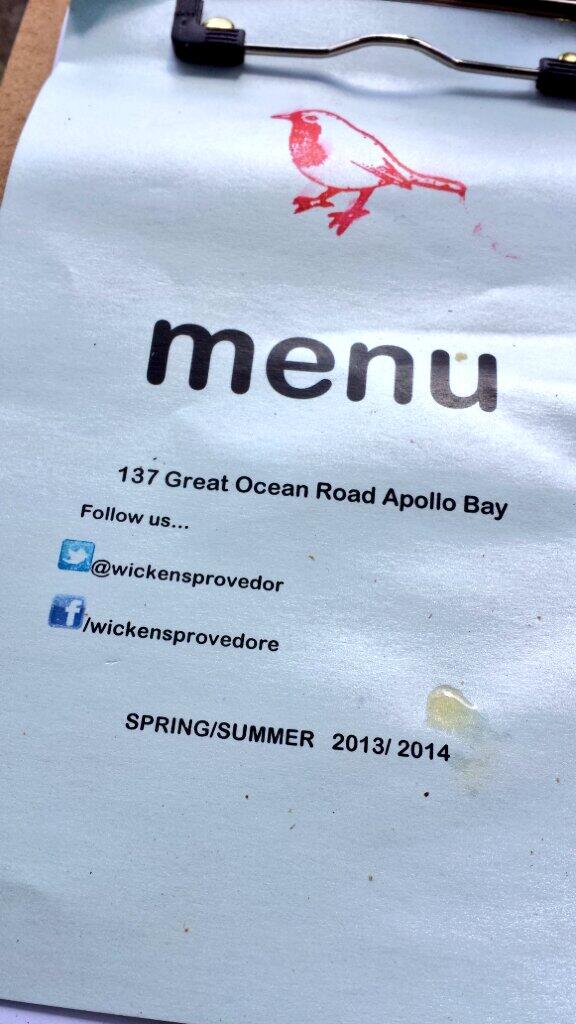 menu
137 Great Ocean Road Apollo Bay
Follow us...
@wickensprovedor
/wickensprovedore
SPRING/SUMMER 2013/ 2014